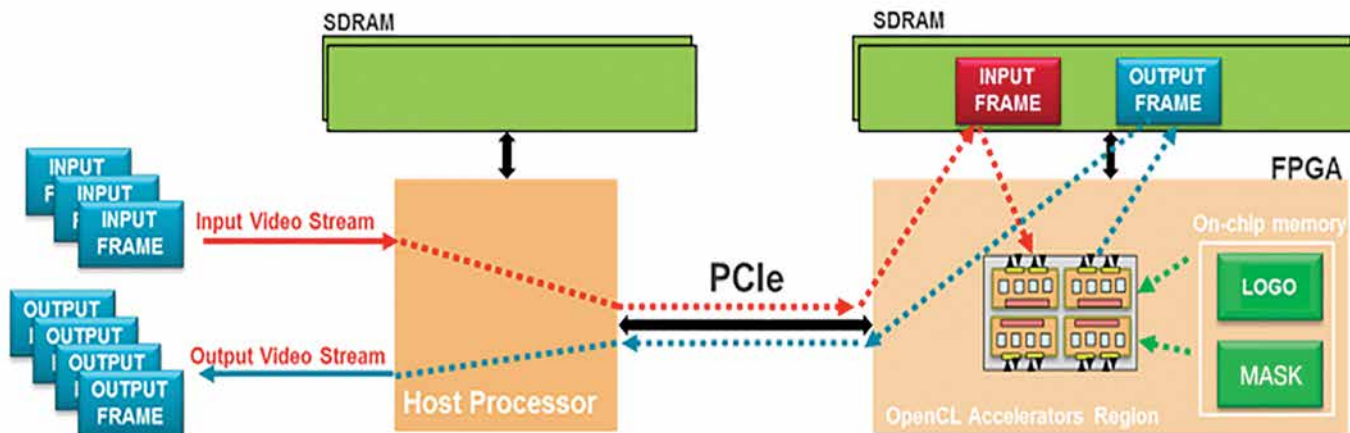 SDRAM
SDRAM
INPUT
FRAME
OUTPUT
FRAME
FPGA
INPUT
INPUT
INPUT
FRAME
Input Video Stream
On-chip memory
PCIe
LOGO
OUTPUT
OUTPUT
OUTPUT
OUTPUT
FRAME
Output Video Stream
MASK
Host Processor
OpenCL Accelerators Region